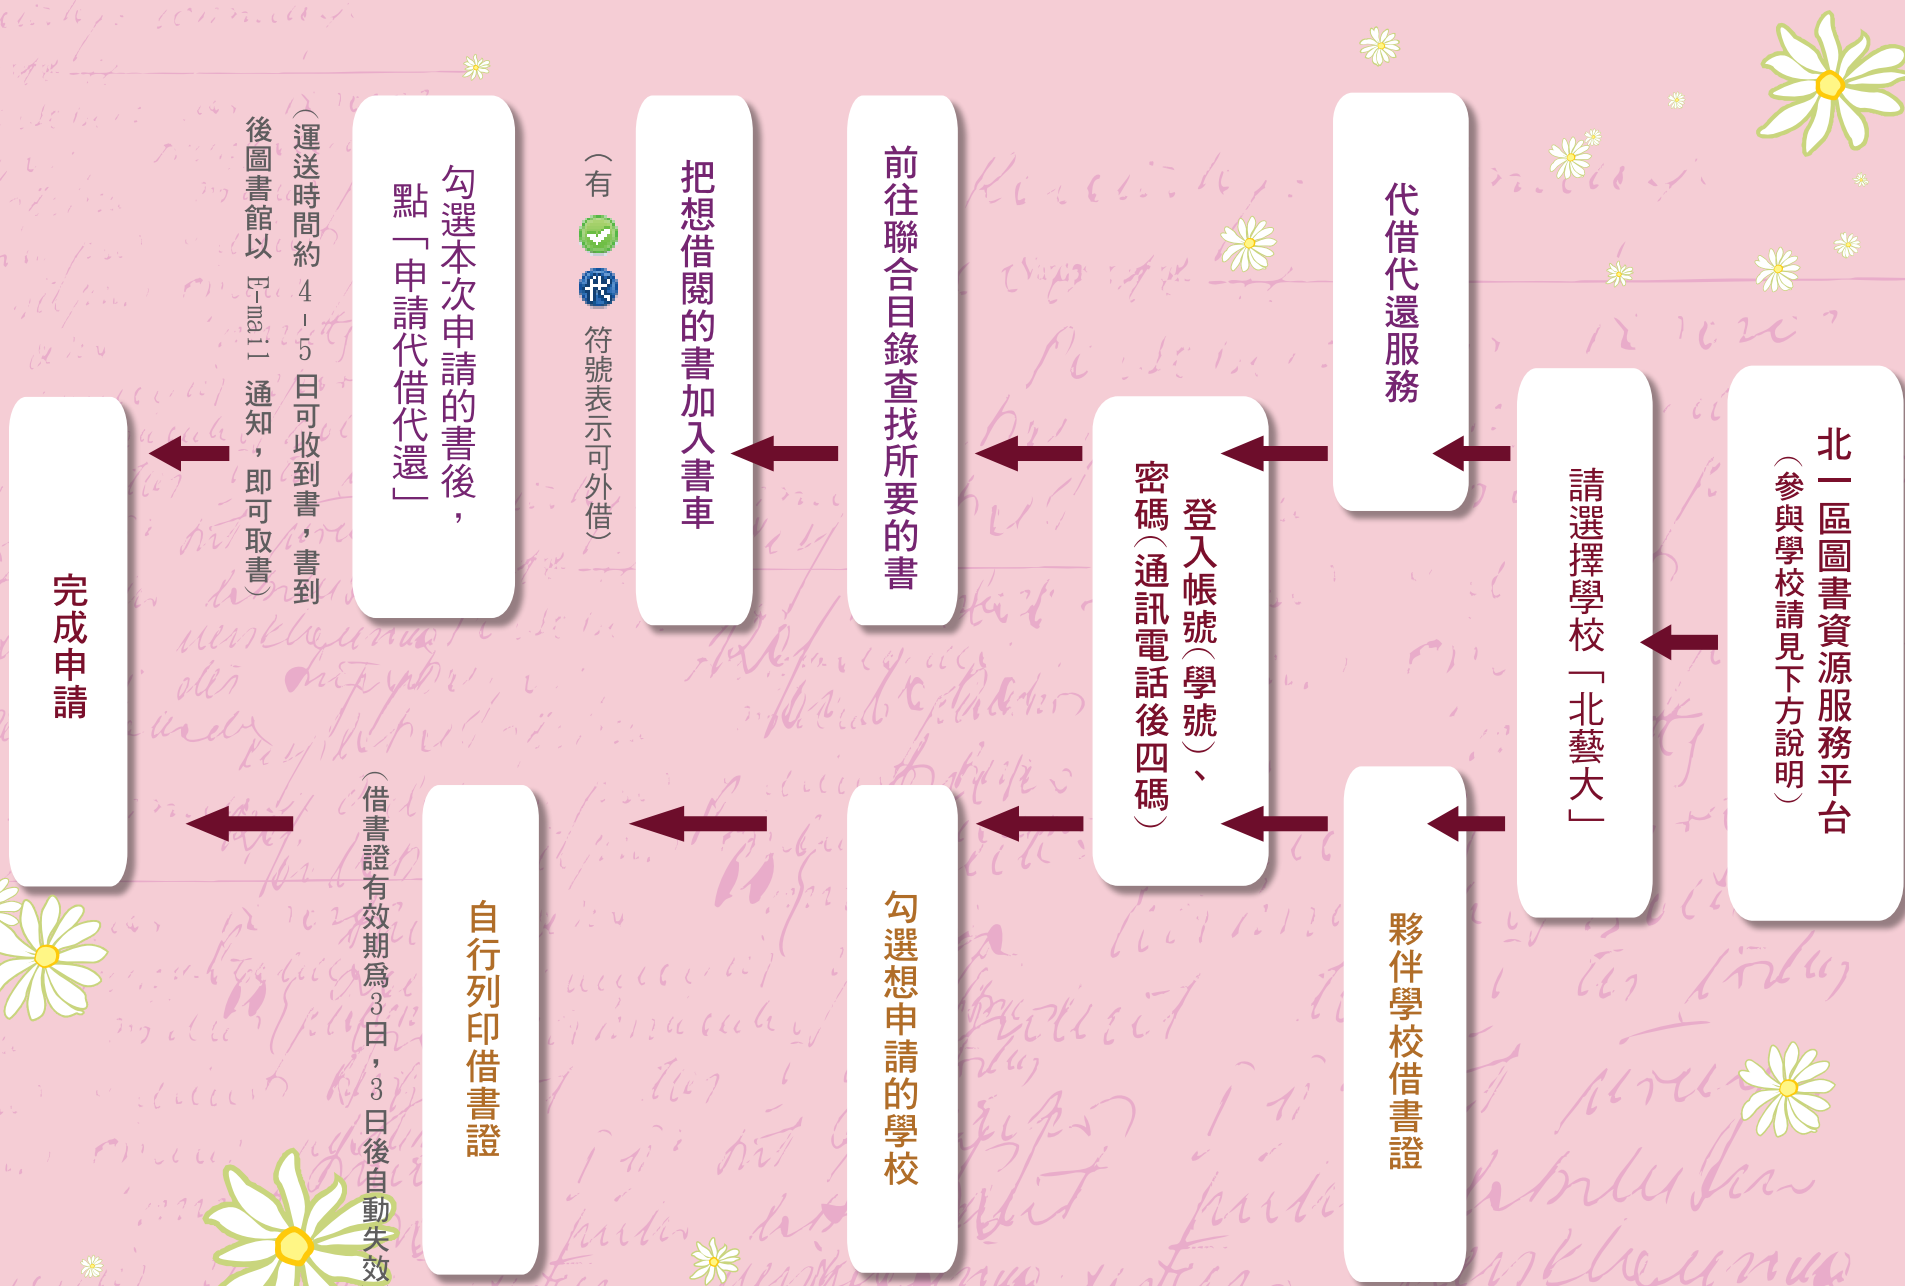 北一區圖書資源服務平台
（參與學校請見下方說明）
請選擇學校「北藝大」
代借代還服務
夥伴學校借書證
登入帳號（學號）、
密碼（通訊電話後四碼）
前往聯合目錄查找所要的書
把想借閱的書加入書車
（有 代 符號表示可外借）
勾選本次申請的書後，
點「申請代借代還」
（運送時間約 4-5 日可收到書，書到
後圖書館以 E-mail 通知，即可取書）
勾選想申請的學校
自行列印借書證
（借書證有效期為3日，3日後自動失效
完成申請